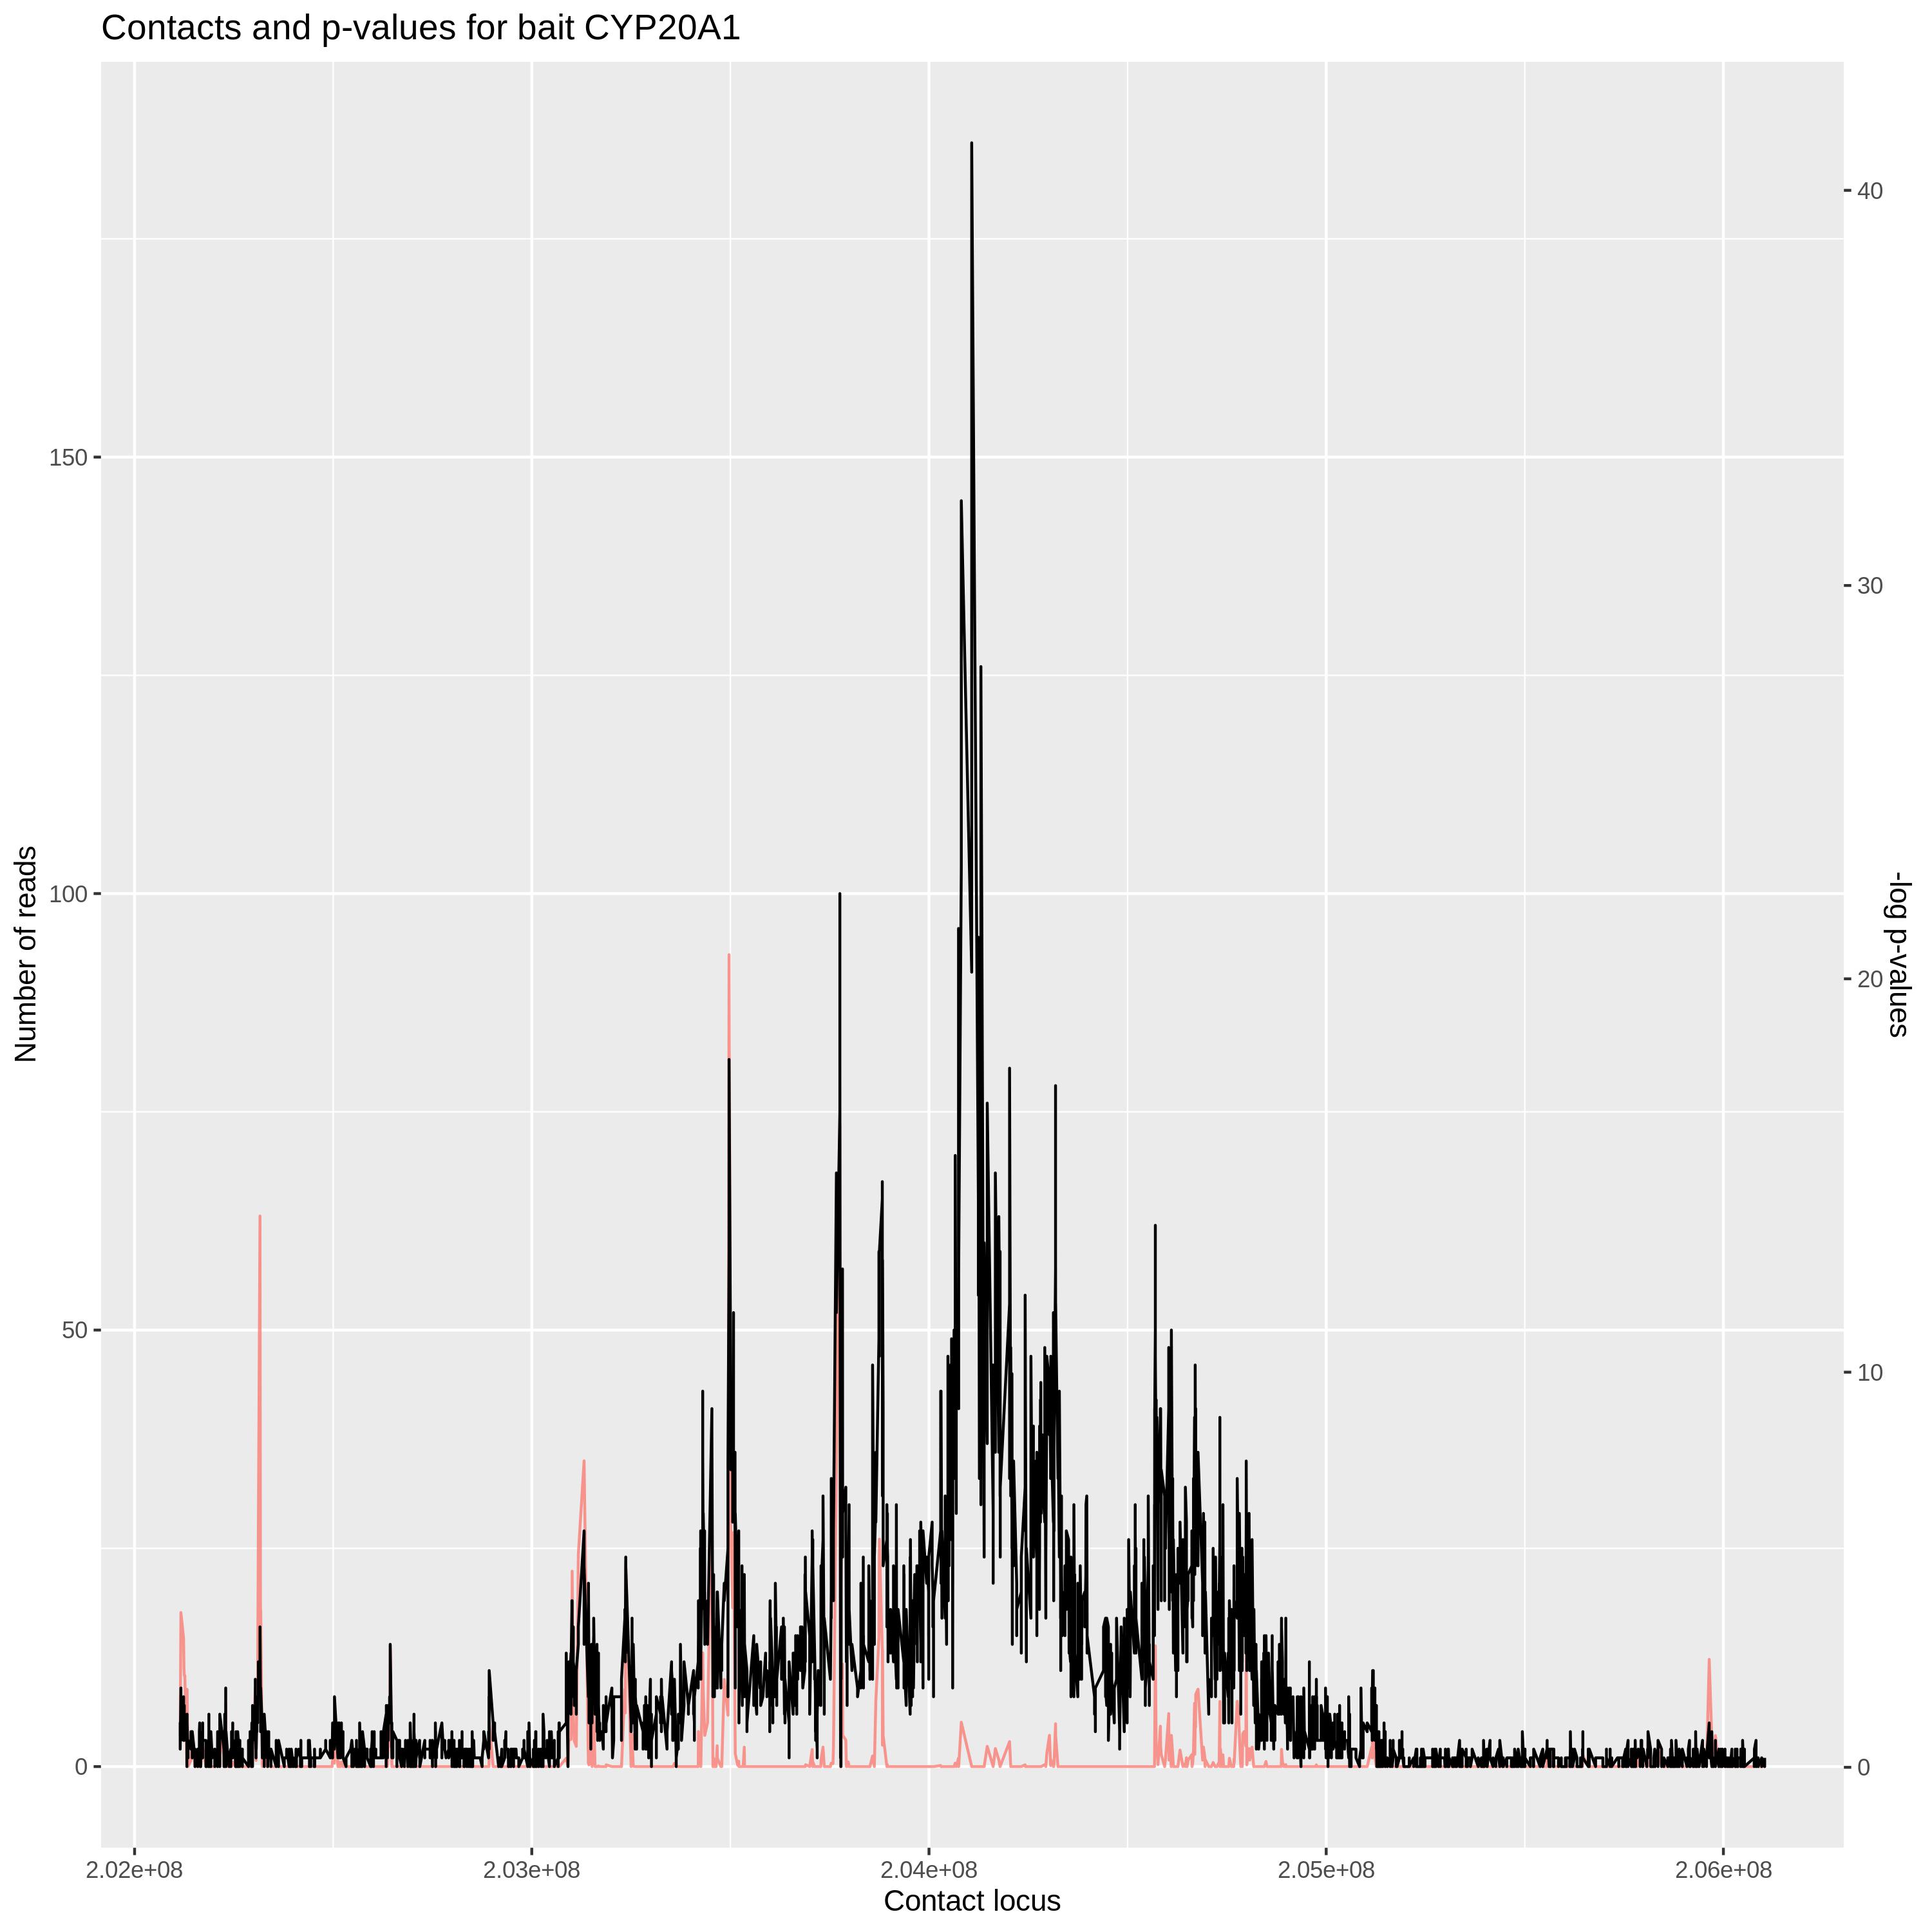 Contacts and p-values for bait CYP20A1
Number of reads
150
100
50
0
40
30
20
10
0
-log p-values
2.02e+08 2.03e+08 2.04e+08 2.05e+08 2.06e+08
Contact locus